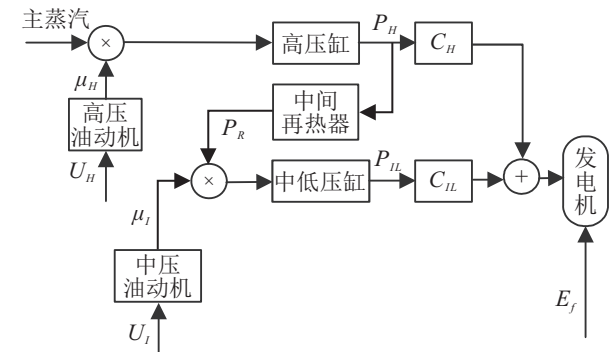 主蒸汽
×
高压缸
P_H
C_H
μ_H
高压
油动机
U_H
中间
再热器
P_R
×
中低压缸
P_IL
C_IL
+
发
电
机
μ_I
中压
油动机
U_I
E_f